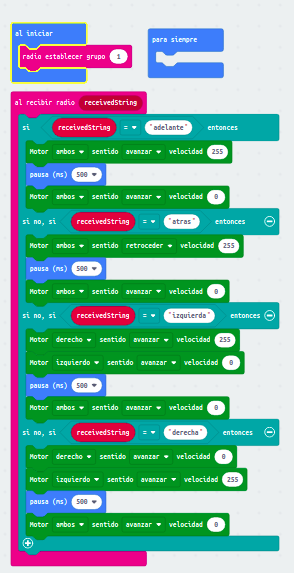 al iniciar
radio establecer grupo 1
para siempre
al recibir radio receivedString
si receivedString = "adelante" entonces
Motor ambos sentido avanzar velocidad 255
pausa (ms) 500
Motor ambos sentido avanzar velocidad 0
si no, si receivedString = "atras" entonces
Motor ambos sentido retroceder velocidad 255
pausa (ms) 500
Motor ambos sentido avanzar velocidad 0
si no, si receivedString = "izquierda" entonces
Motor derecho sentido avanzar velocidad 255
Motor izquierdo sentido avanzar velocidad 0
pausa (ms) 500
Motor ambos sentido avanzar velocidad 0
si no, si receivedString = "derecha" entonces
Motor derecho sentido avanzar velocidad 0
Motor izquierdo sentido avanzar velocidad 255
pausa (ms) 500
Motor ambos sentido avanzar velocidad 0